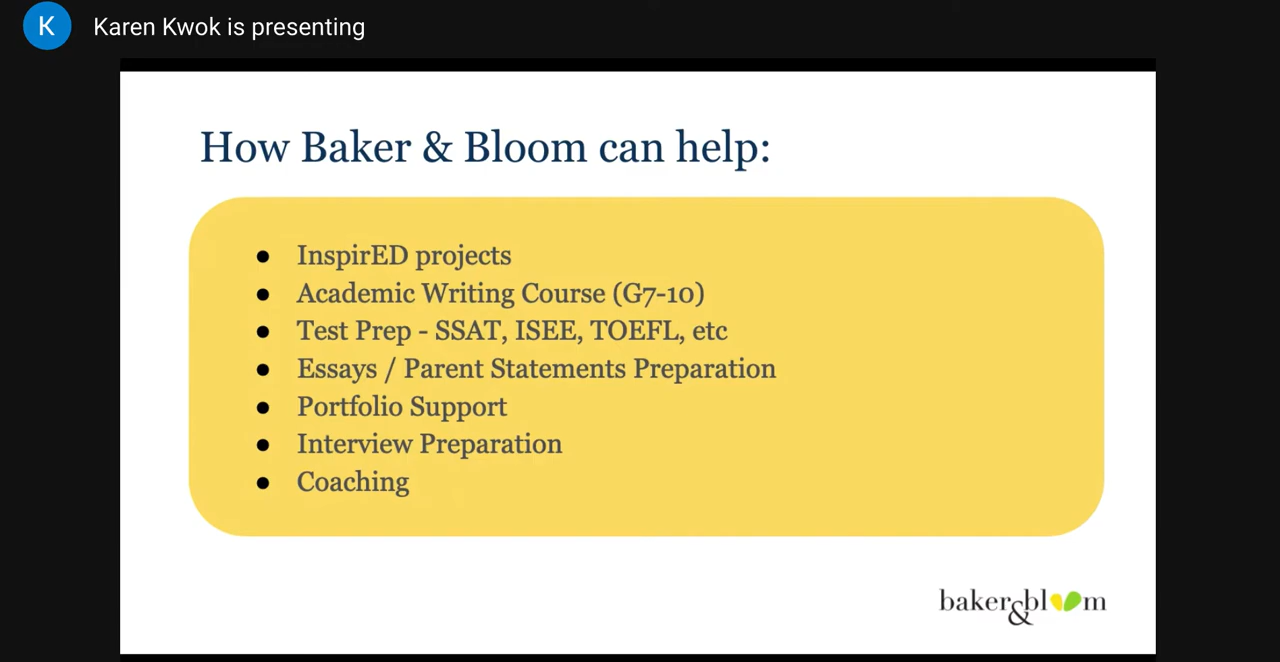 K
Karen Kwok is presenting
How Baker & Bloom can help:
● InspirED projects
● Academic Writing Course (G7-10)
● Test Prep - SSAT, ISEE, TOEFL, etc
● Essays / Parent Statements Preparation
● Portfolio Support
● Interview Preparation
● Coaching
baker&bloom